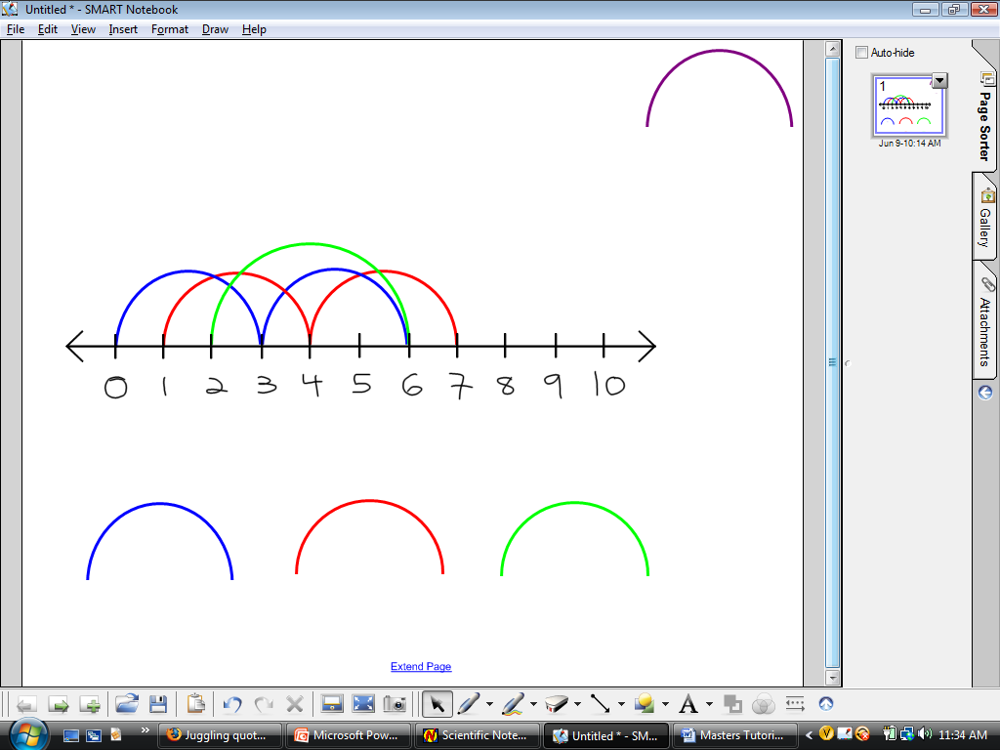 Untitled * - SMART Notebook
File Edit View Insert Format Draw Help
Auto-hide
1
Jun 9-10:14 AM
Page Sorter
Gallery
Attachments
0 1 2 3 4 5 6 7 8 9 10
Extend Page
A
Juggling quot...
Microsoft Pow...
Scientific Note...
Untitled * - SM...
Masters Tutori...
11:34 AM